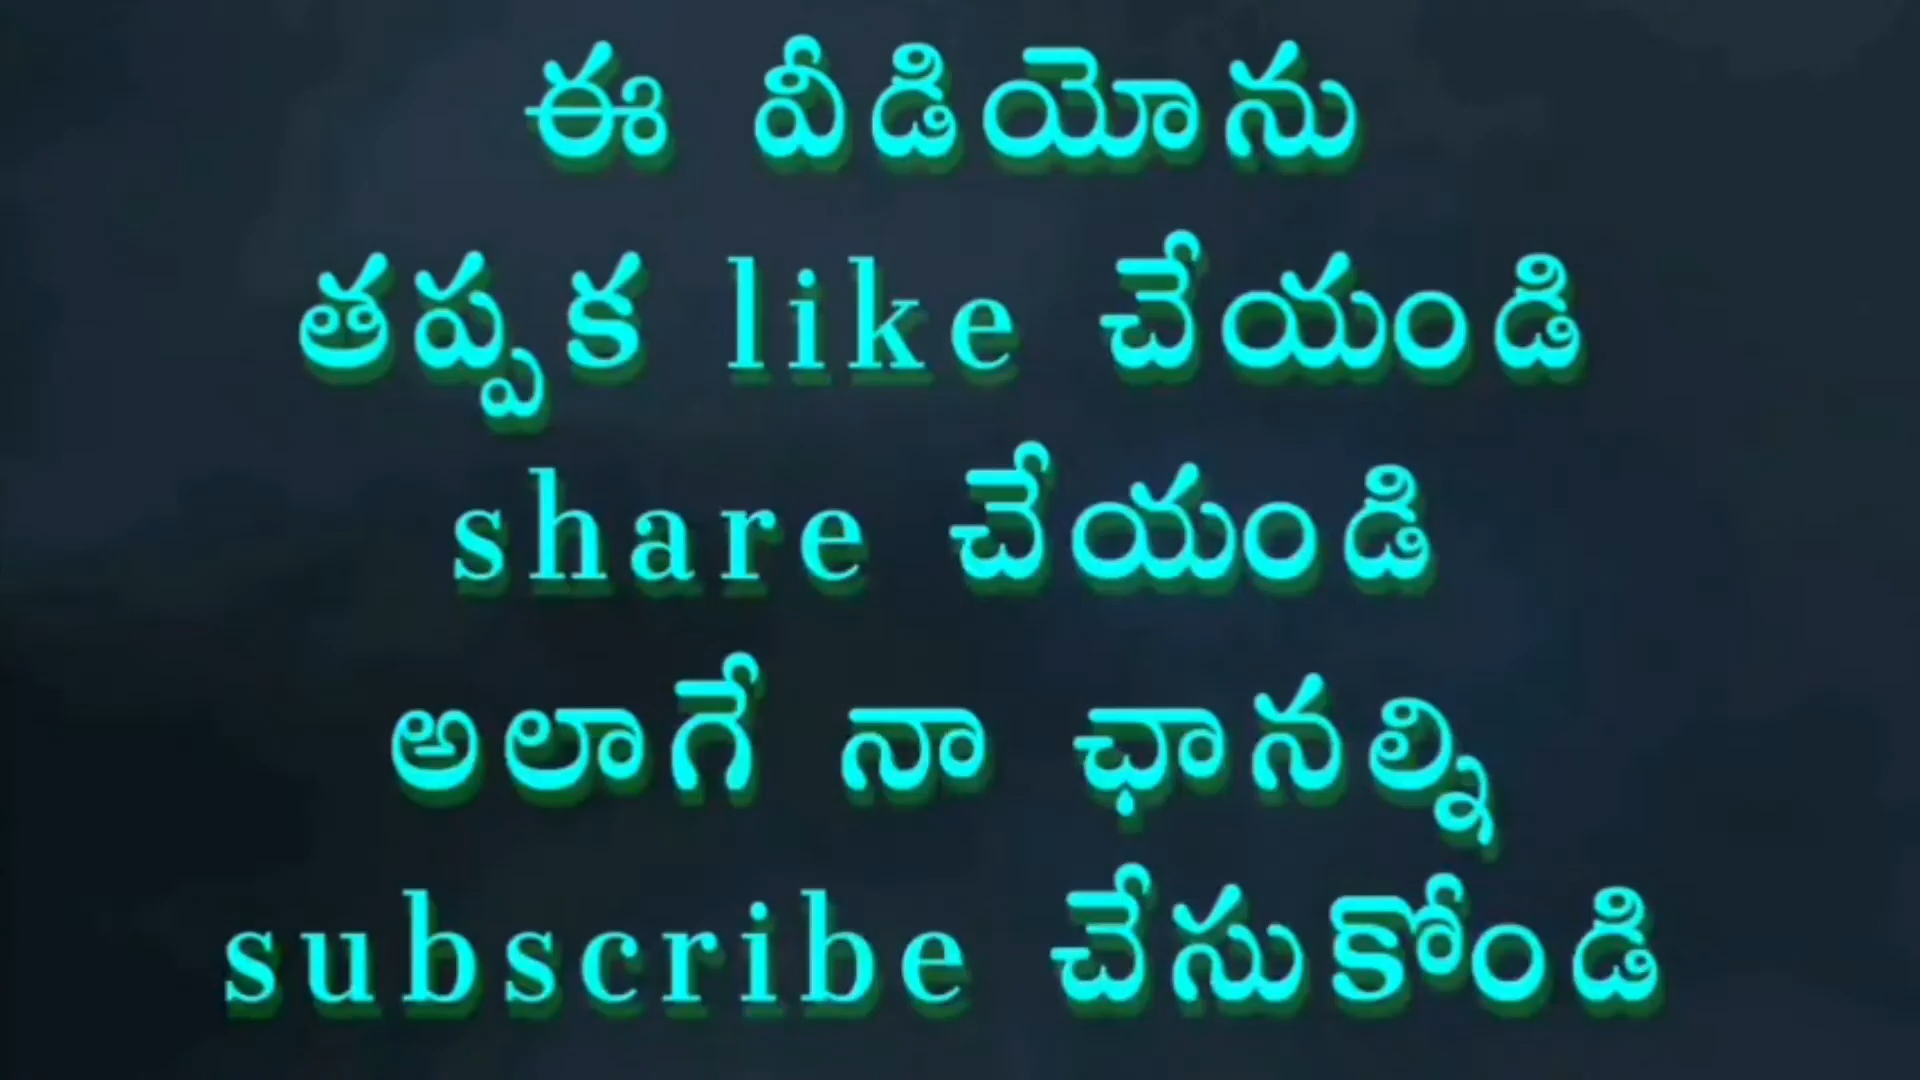 ఈ వీడియోను
తప్పక like చేయండి
share చేయండి
అలాగే నా ఛానల్ని
subscribe చేసుకోండి